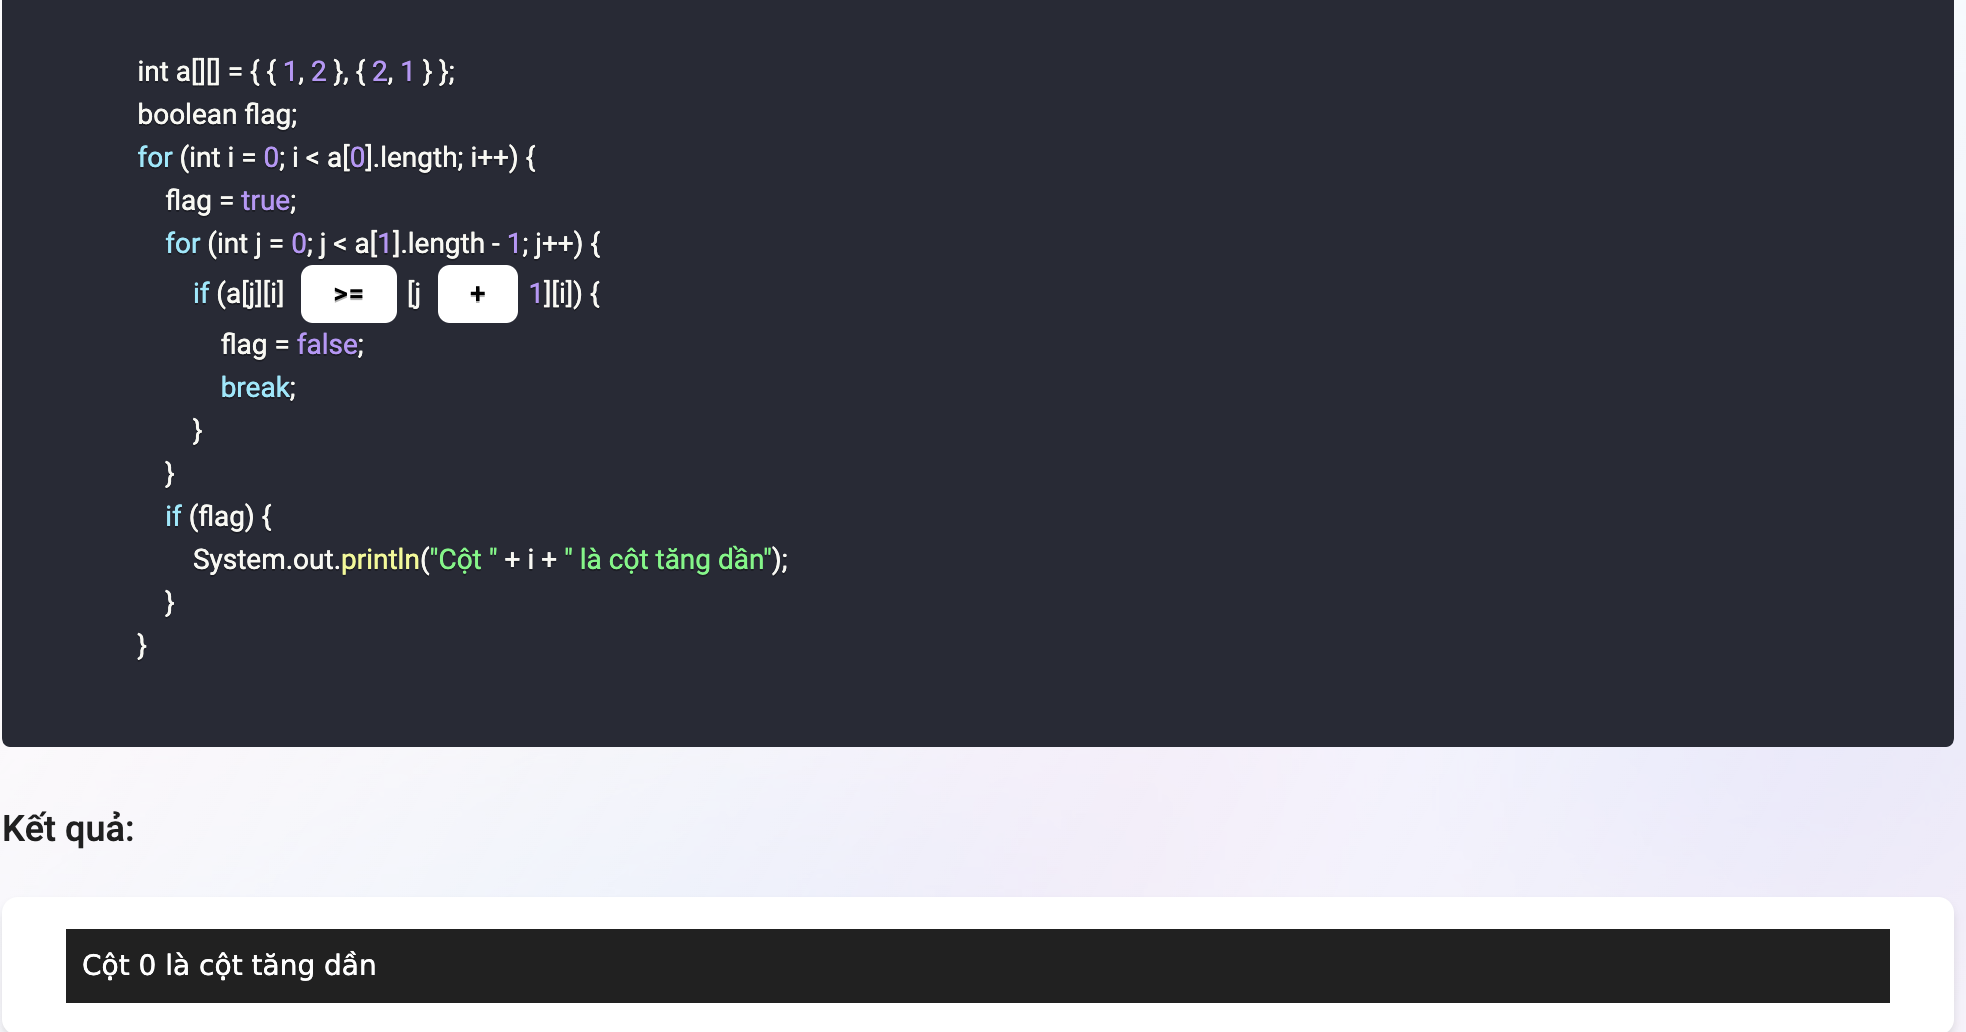 int a[][] = { { 1, 2 }, { 2, 1 } };
boolean flag;
for (int i = 0; i < a[0].length; i++) {
flag = true;
for (int j = 0; j < a[1].length - 1; j++) {
if (a[j][i] >= [j + 1][i]) {
flag = false;
break;
}
}
if (flag) {
System.out.println("Cột " + i + " là cột tăng dần");
}
}
Kết quả:
Cột 0 là cột tăng dần